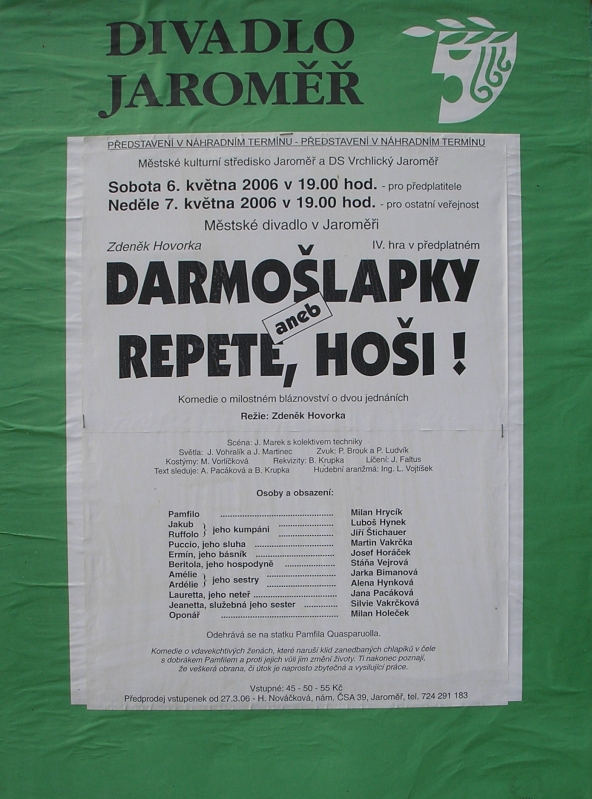 DIVADLO
JAROMĚŘ
PŘEDSTAVENÍ V NÁHRADNÍM TERMÍNU - PŘEDSTAVENÍ V NÁHRADNÍM TERMÍNU
Městské kulturní středisko Jaroměř a DS Vrchlický Jaroměř
Sobota 6. května 2006 v 19.00 hod. - pro předplatitele
Neděle 7. května 2006 v 19.00 hod. - pro ostatní veřejnost
Městské divadlo v Jaroměři
Zdeněk Hovorka IV. hra v předplatném
DARMOŠLAPKY
aneb
REPETE, HOŠI !
Komedie o milostném bláznovství o dvou jednáních
Režie: Zdeněk Hovorka
Scéna: J. Marek s kolektivem techniky
Světla: J. Vohralík a J. Martinec Zvuk: P. Brouk a P. Ludvík
Kostýmy: M. Vorlíčková Rekvizity: B. Krupka Líčení: J. Faltus
Text sleduje: A. Pacáková a B. Krupka Hudební aranžmá: Ing. L. Vojtíšek
Osoby a obsazení:
Pamfilo ........................................ Milan Hrycík
Jakub } jeho kumpáni .................... Luboš Hynek
Ruffolo Jiří Štichauer
Puccio, jeho sluha ............................ Martin Vakrčka
Ermín, jeho básník ............................ Josef Horáček
Beritola, jeho hospodyně .................. Stáňa Vejrová
Amélie } jeho sestry ........................ Jarka Bimanová
Ardélie ........................ Alena Hynková
Lauretta, jeho neteř .............................. Jana Pacáková
Jeanetta, služebná jeho sester ............ Silvie Vakrčková
Oponář .......................................... Milan Holeček
Odehrává se na statku Pamfila Quasparuolla.
Komedie o vdavekchtivých ženách, které naruší klid zanedbaných chlapíků v čele
s dobrákem Pamfilem a proti jejich vůli jim změní životy. Ti nakonec poznají,
že veškerá obrana, či útok je naprosto zbytečná a vysilující práce.
Vstupné: 45 - 50 - 55 Kč
Předprodej vstupenek od 27.3.06 - H. Nováčková, nám. ČSA 39, Jaroměř, tel. 724 291 183